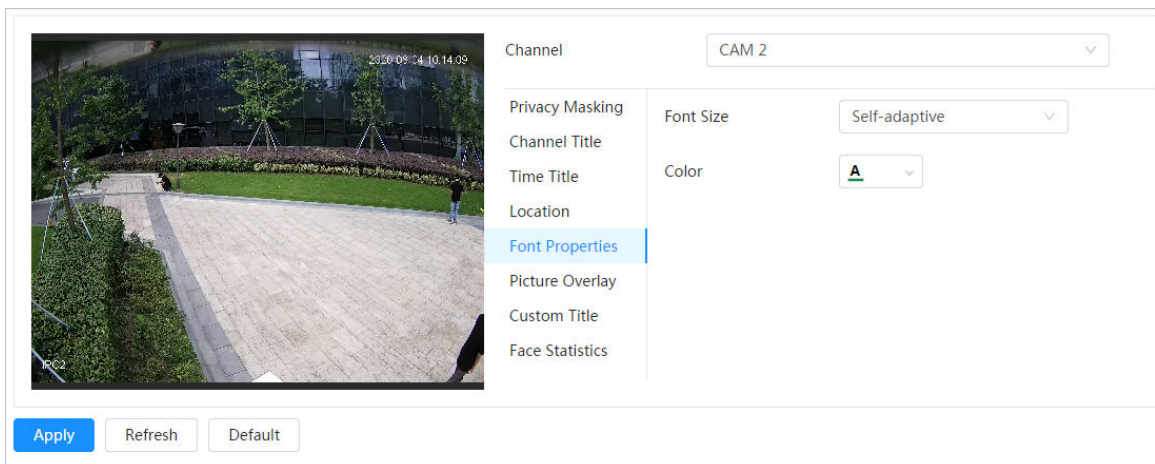 2020-09-04 10:14:09
IPC2
Channel
CAM 2
Privacy Masking
Channel Title
Time Title
Location
Font Properties
Picture Overlay
Custom Title
Face Statistics
Font Size
Self-adaptive
Color
A
Apply
Refresh
Default